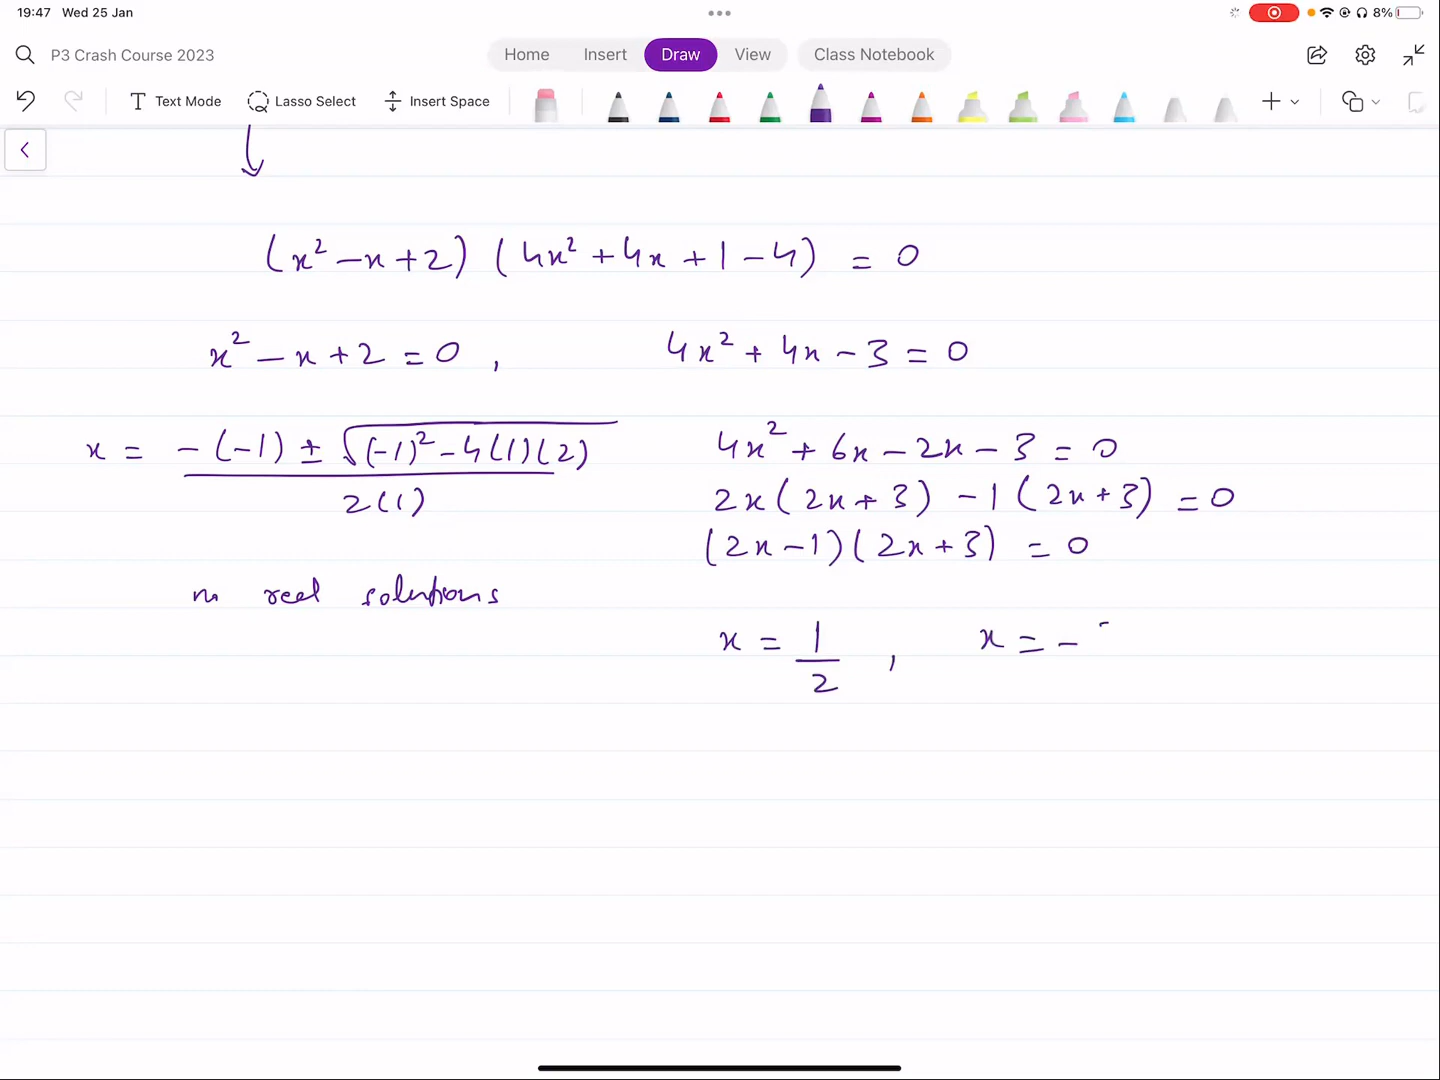 19:47 Wed 25 Jan 8%
P3 Crash Course 2023 Home Insert Draw View Class Notebook
Text Mode Lasso Select Insert Space
(x² - x + 2) (4x² + 4x + 1 - 4) = 0
x² - x + 2 = 0 , 4x² + 4x - 3 = 0
x = -(-1) ± √(-1)² - 4(1)(2) / 2(1)
4x² + 6x - 2x - 3 = 0
2x(2x + 3) - 1(2x + 3) = 0
(2x - 1)(2x + 3) = 0
no real solutions
x = 1/2 , x = -